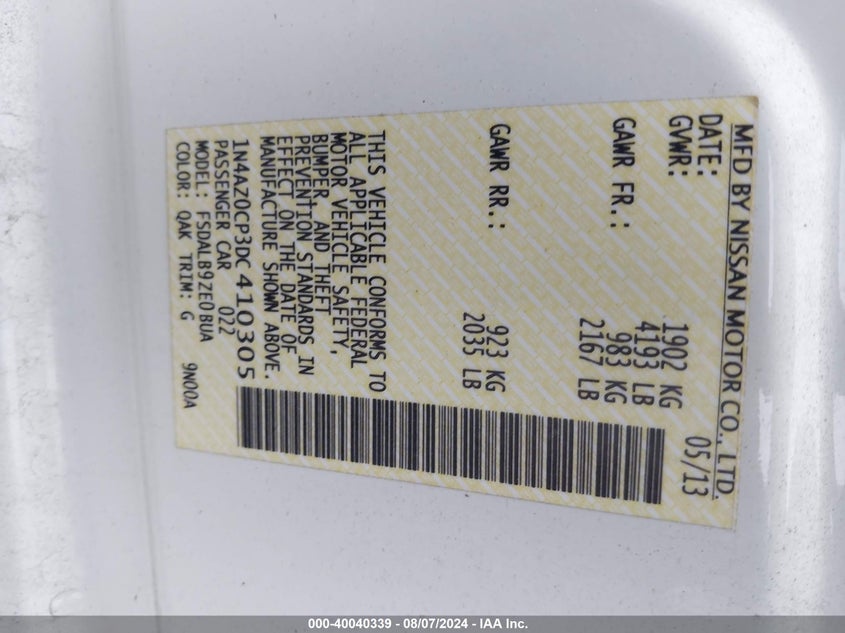 MFD BY NISSAN MOTOR CO., LTD.
DATE: 05/13
GVWR: 1902 KG
4193 LB
GAWR FR.: 983 KG
2167 LB
GAWR RR.: 923 KG
2035 LB
THIS VEHICLE CONFORMS TO
ALL APPLICABLE FEDERAL
MOTOR VEHICLE SAFETY,
BUMPER, AND THEFT
PREVENTION STANDARDS IN
EFFECT ON THE DATE OF
MANUFACTURE SHOWN ABOVE.
1N4AZ0CP3DC410305
PASSENGER CAR 022
MODEL: FSDALB9ZE0BUA
COLOR: QAK TRIM: G 9N00A
000-40040339 - 08/07/2024 - IAA Inc.